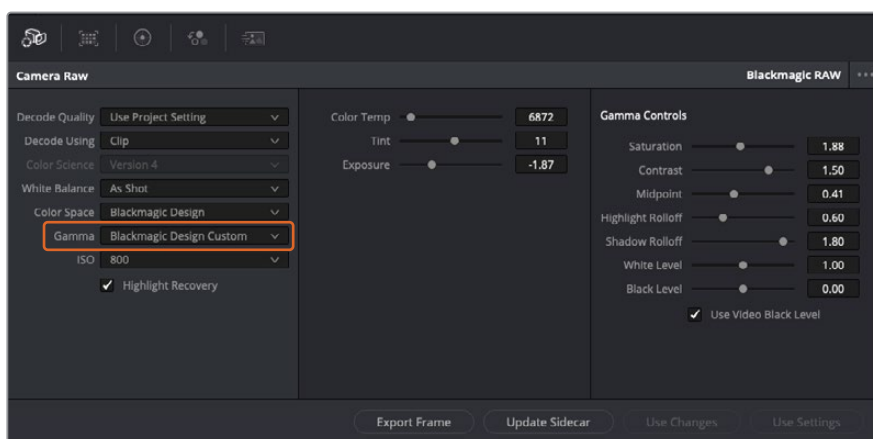 Camera Raw
Blackmagic RAW
Decode Quality Use Project Setting
Decode Using Clip
Color Science Version 4
White Balance As Shot
Color Space Blackmagic Design
Gamma Blackmagic Design Custom
ISO 800
Highlight Recovery
Color Temp 6872
Tint 11
Exposure -1.87
Gamma Controls
Saturation 1.88
Contrast 1.50
Midpoint 0.41
Highlight Rolloff 0.60
Shadow Rolloff 1.80
White Level 1.00
Black Level 0.00
Use Video Black Level
Export Frame
Update Sidecar
Use Changes
Use Settings